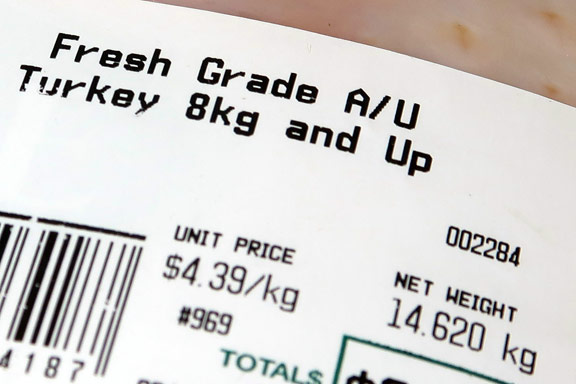 Fresh Grade A/U
Turkey 8kg and Up
002284
UNIT PRICE
$4.39/kg
NET WEIGHT
14.620 kg
#969
4187
TOTALS